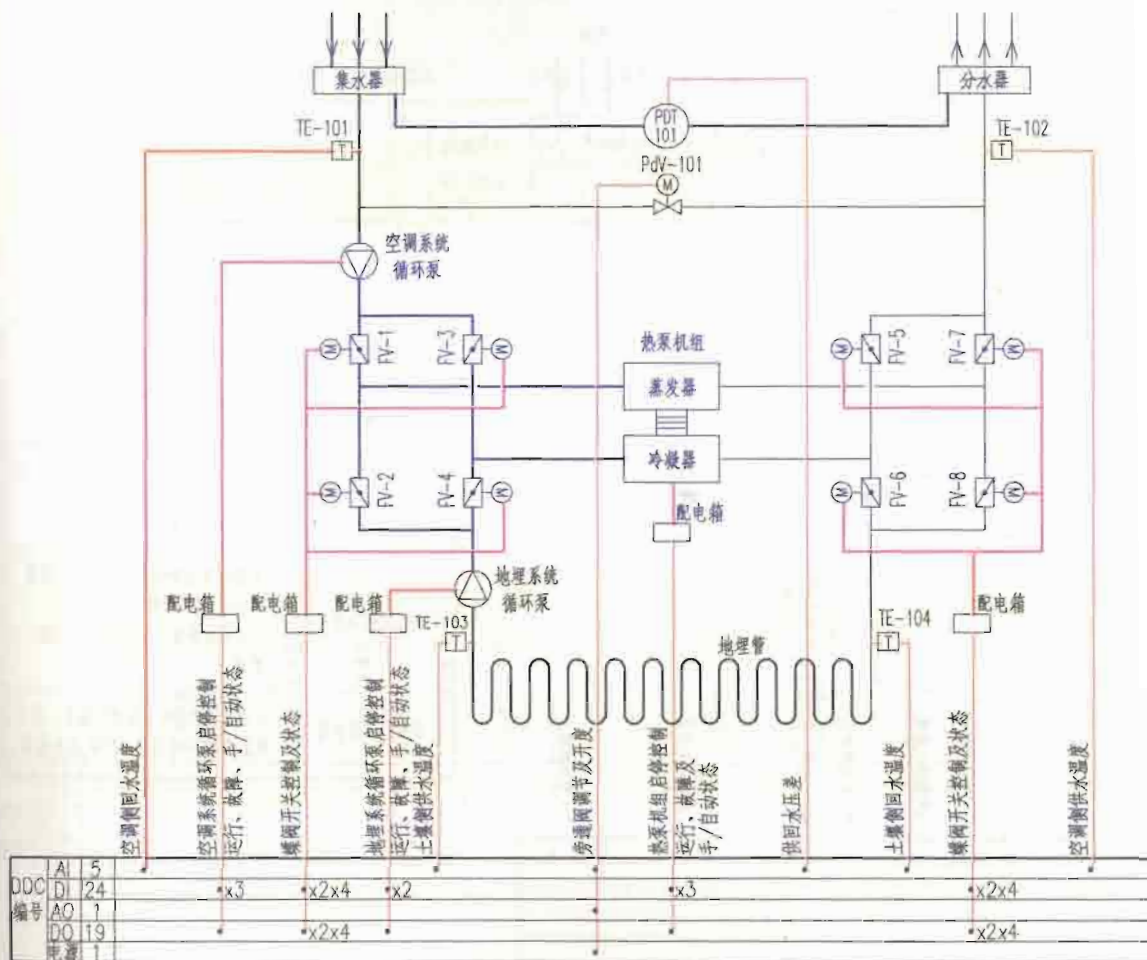 集水器
分水器
PDT
101
TE-101
TE-102
T
T
PdV-101
M
空调系统
循环泵
FV-1
FV-3
FV-5
FV-7
M
M
M
M
热泵机组
蒸发器
冷凝器
FV-2
FV-4
FV-6
FV-8
M
M
M
M
配电箱
地埋系统
循环泵
配电箱
配电箱
配电箱
TE-103
T
TE-104
T
配电箱
地埋管
空调侧回水温度
空调系统循环泵启停控制
运行、故障、手/自动状态
蝶阀开关控制及状态
地埋系统循环泵启停控制
运行、故障、手/自动状态
土壤侧供水温度
旁通阀调节及开度
热泵机组启停控制
运行、故障及
手/自动状态
供回水压差
土壤侧回水温度
蝶阀开关控制及状态
空调侧供水温度
DDC
编号
AI 5
DI 24 x3 x2x4 x2 x3 x2x4
AO 1
DO 19 x2x4 x2x4
电源 1